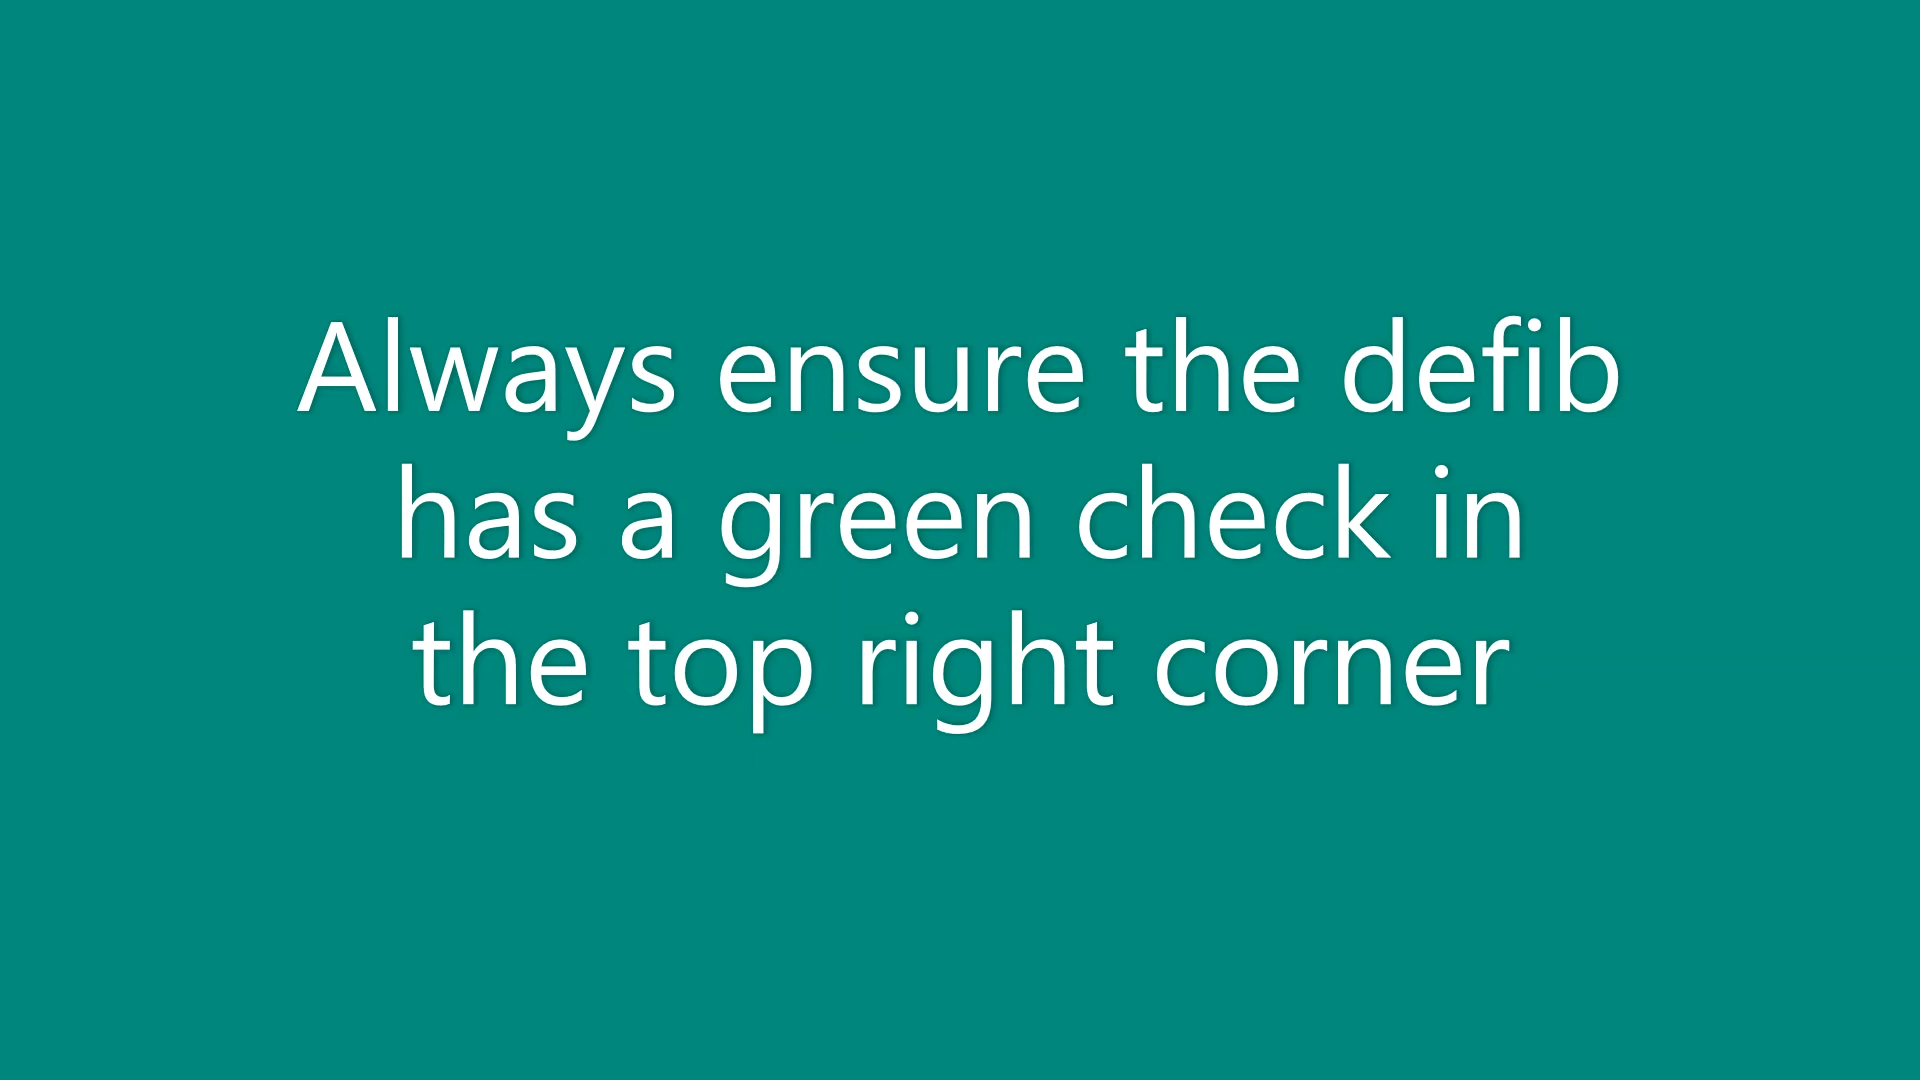 Always ensure the defib
has a green check in
the top right corner